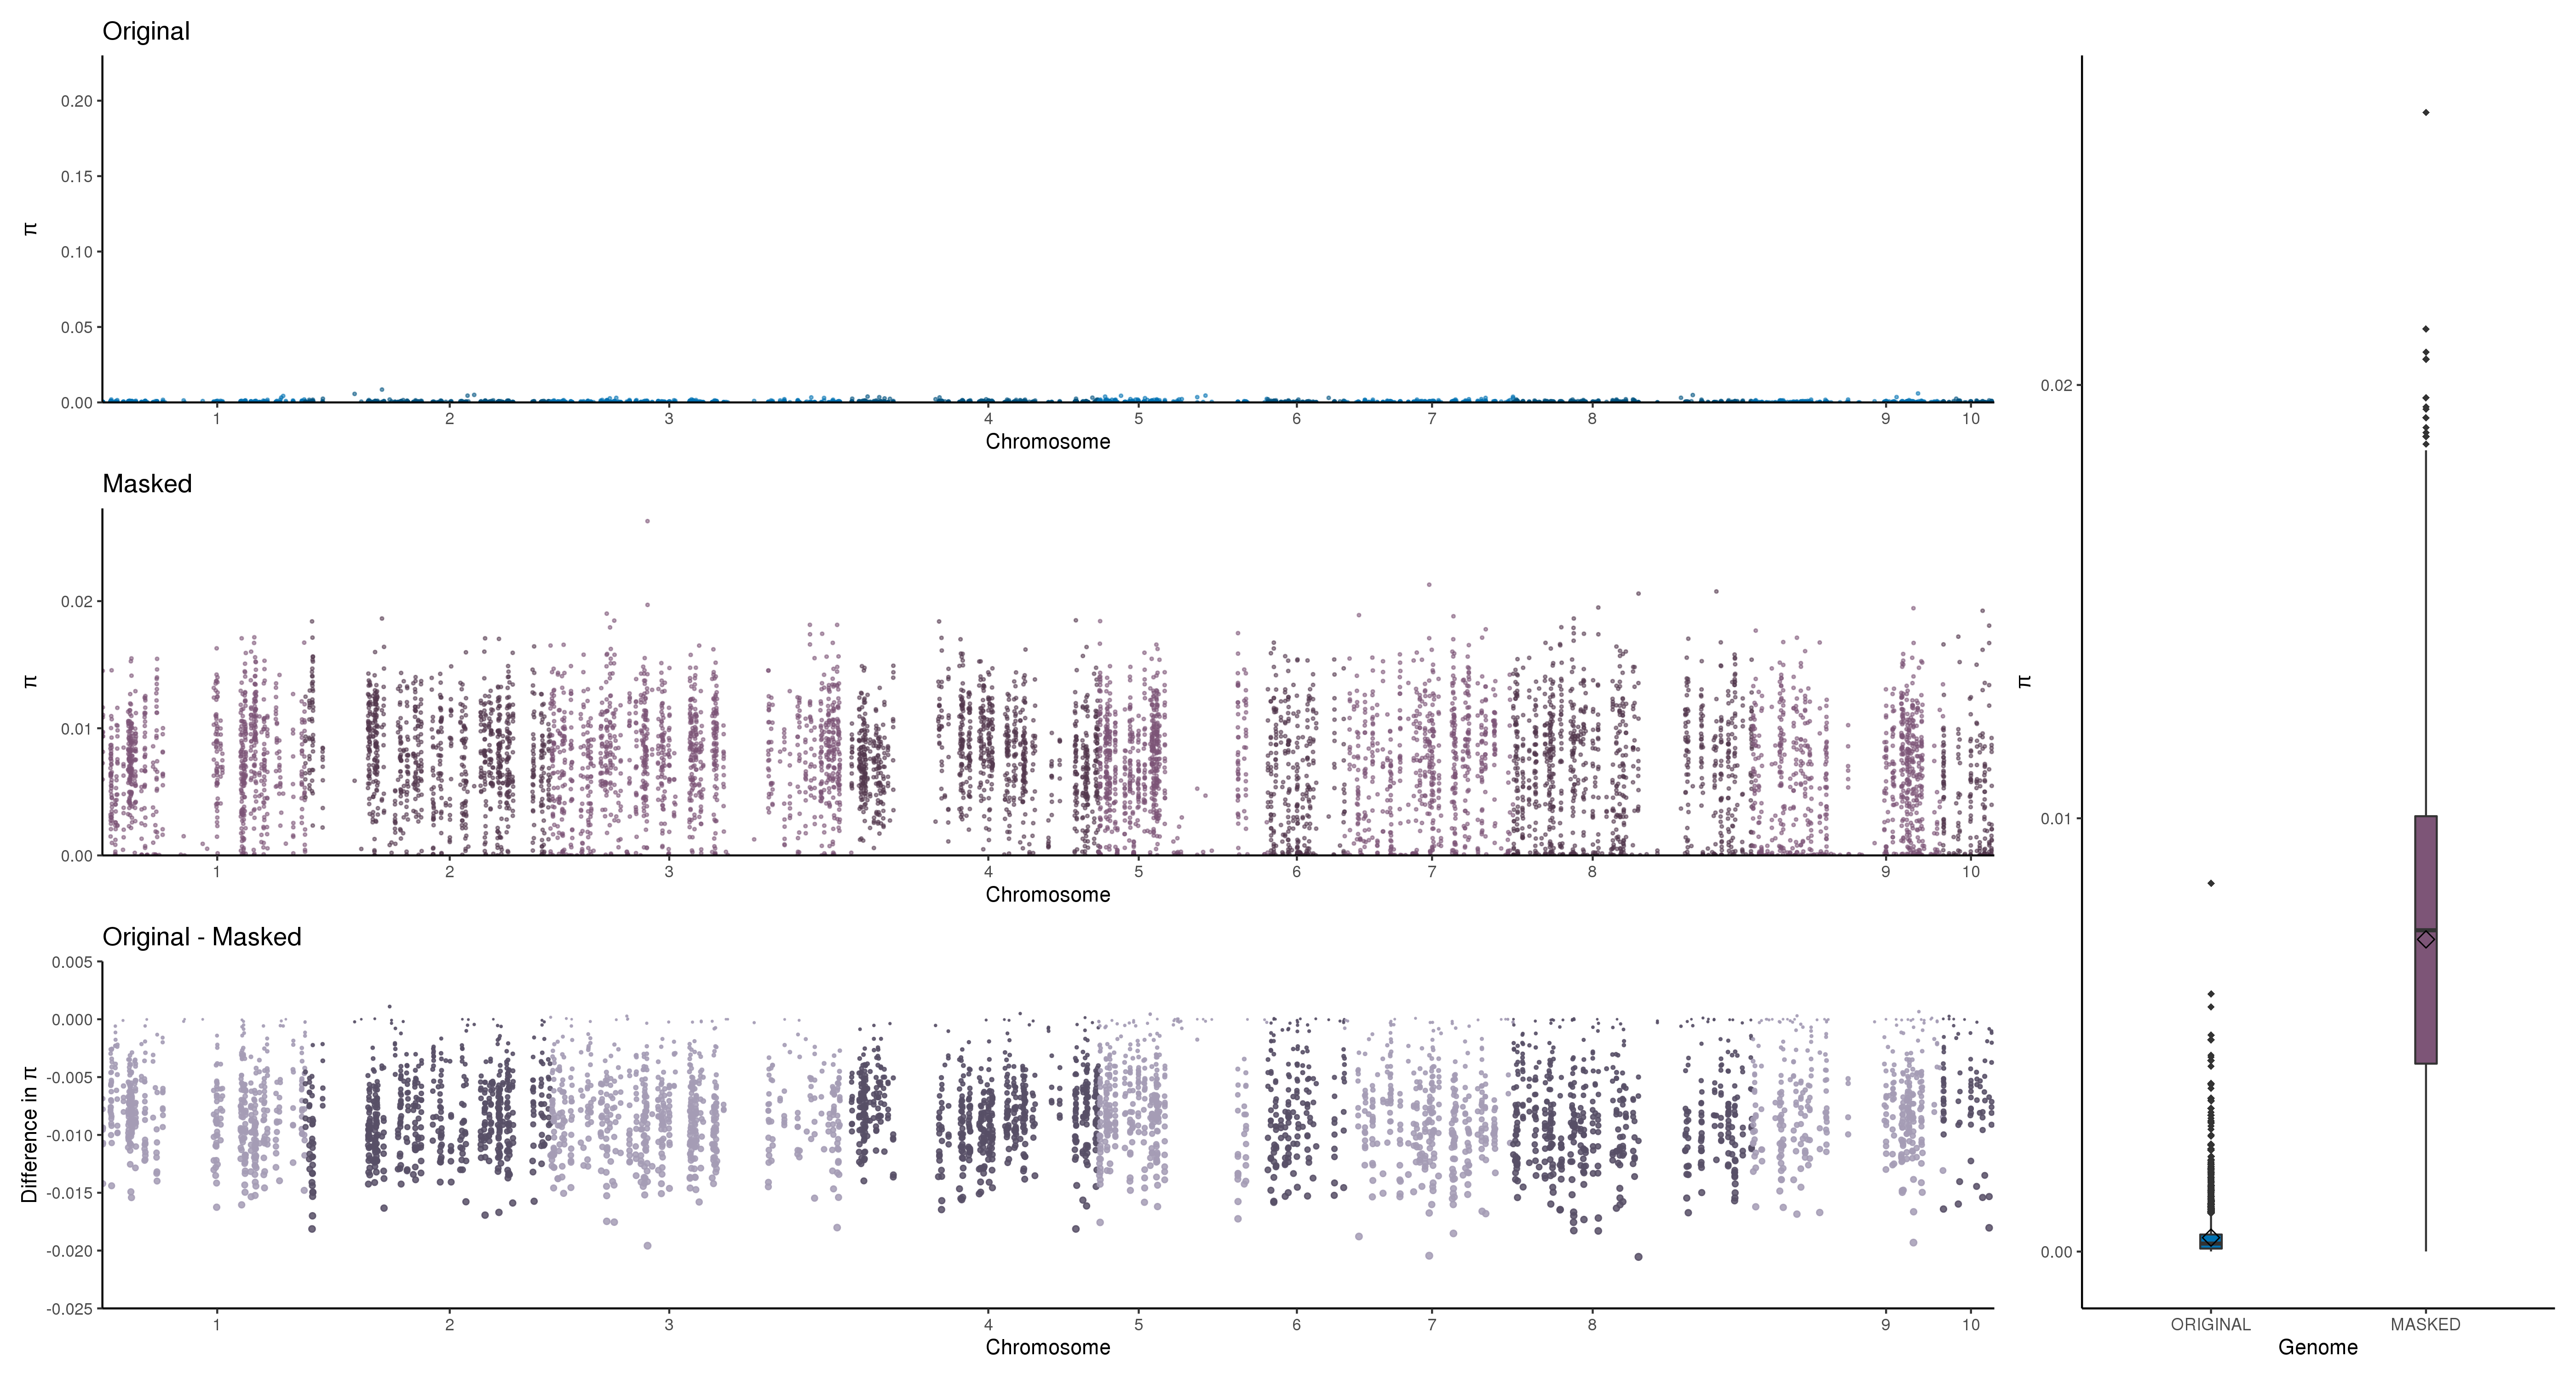 Original
0.20
0.15
π
0.10
0.05
0.00
1 2 3 4 5 6 7 8 9 10
Chromosome
Masked
0.02
π
0.01
0.00
1 2 3 4 5 6 7 8 9 10
Chromosome
Original - Masked
0.005
0.000
-0.005
Difference in π
-0.010
-0.015
-0.020
-0.025
1 2 3 4 5 6 7 8 9 10
Chromosome
0.02
π
0.01
0.00
ORIGINAL MASKED
Genome